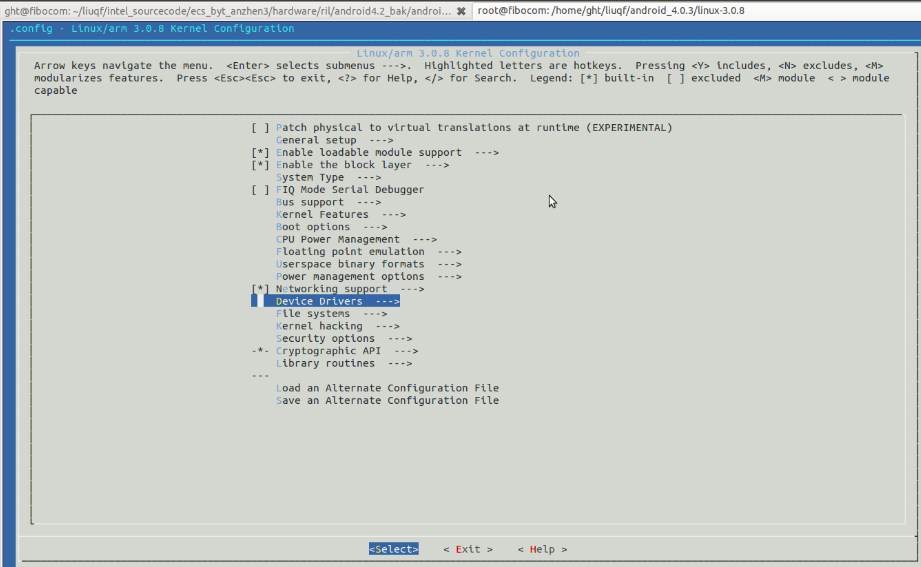 ght@fibocom: ~/liuqf/intel_sourcecode/ecs_byt_anzhen3/hardware/ril/android4.2_bak/androi... ✖ root@fibocom: /home/ght/liuqf/android_4.0.3/linux-3.0.8
.config - Linux/arm 3.0.8 Kernel Configuration
Linux/arm 3.0.8 Kernel Configuration
Arrow keys navigate the menu.  <Enter> selects submenus --->.  Highlighted letters are hotkeys.  Pressing <Y> includes, <N> excludes, <M>
modularizes features.  Press <Esc><Esc> to exit, <?> for Help, </> for Search.  Legend: [*] built-in  [ ] excluded  <M> module  < > module
capable
[ ] Patch physical to virtual translations at runtime (EXPERIMENTAL)
General setup  --->
[*] Enable loadable module support  --->
[*] Enable the block layer  --->
System Type  --->
[ ] FIQ Mode Serial Debugger
Bus support  --->
Kernel Features  --->
Boot options  --->
CPU Power Management  --->
Floating point emulation  --->
Userspace binary formats  --->
Power management options  --->
[*] Networking support  --->
Device Drivers  --->
File systems  --->
Kernel hacking  --->
Security options  --->
-*- Cryptographic API  --->
Library routines  --->
---
Load an Alternate Configuration File
Save an Alternate Configuration File
<Select>    < Exit >    < Help >